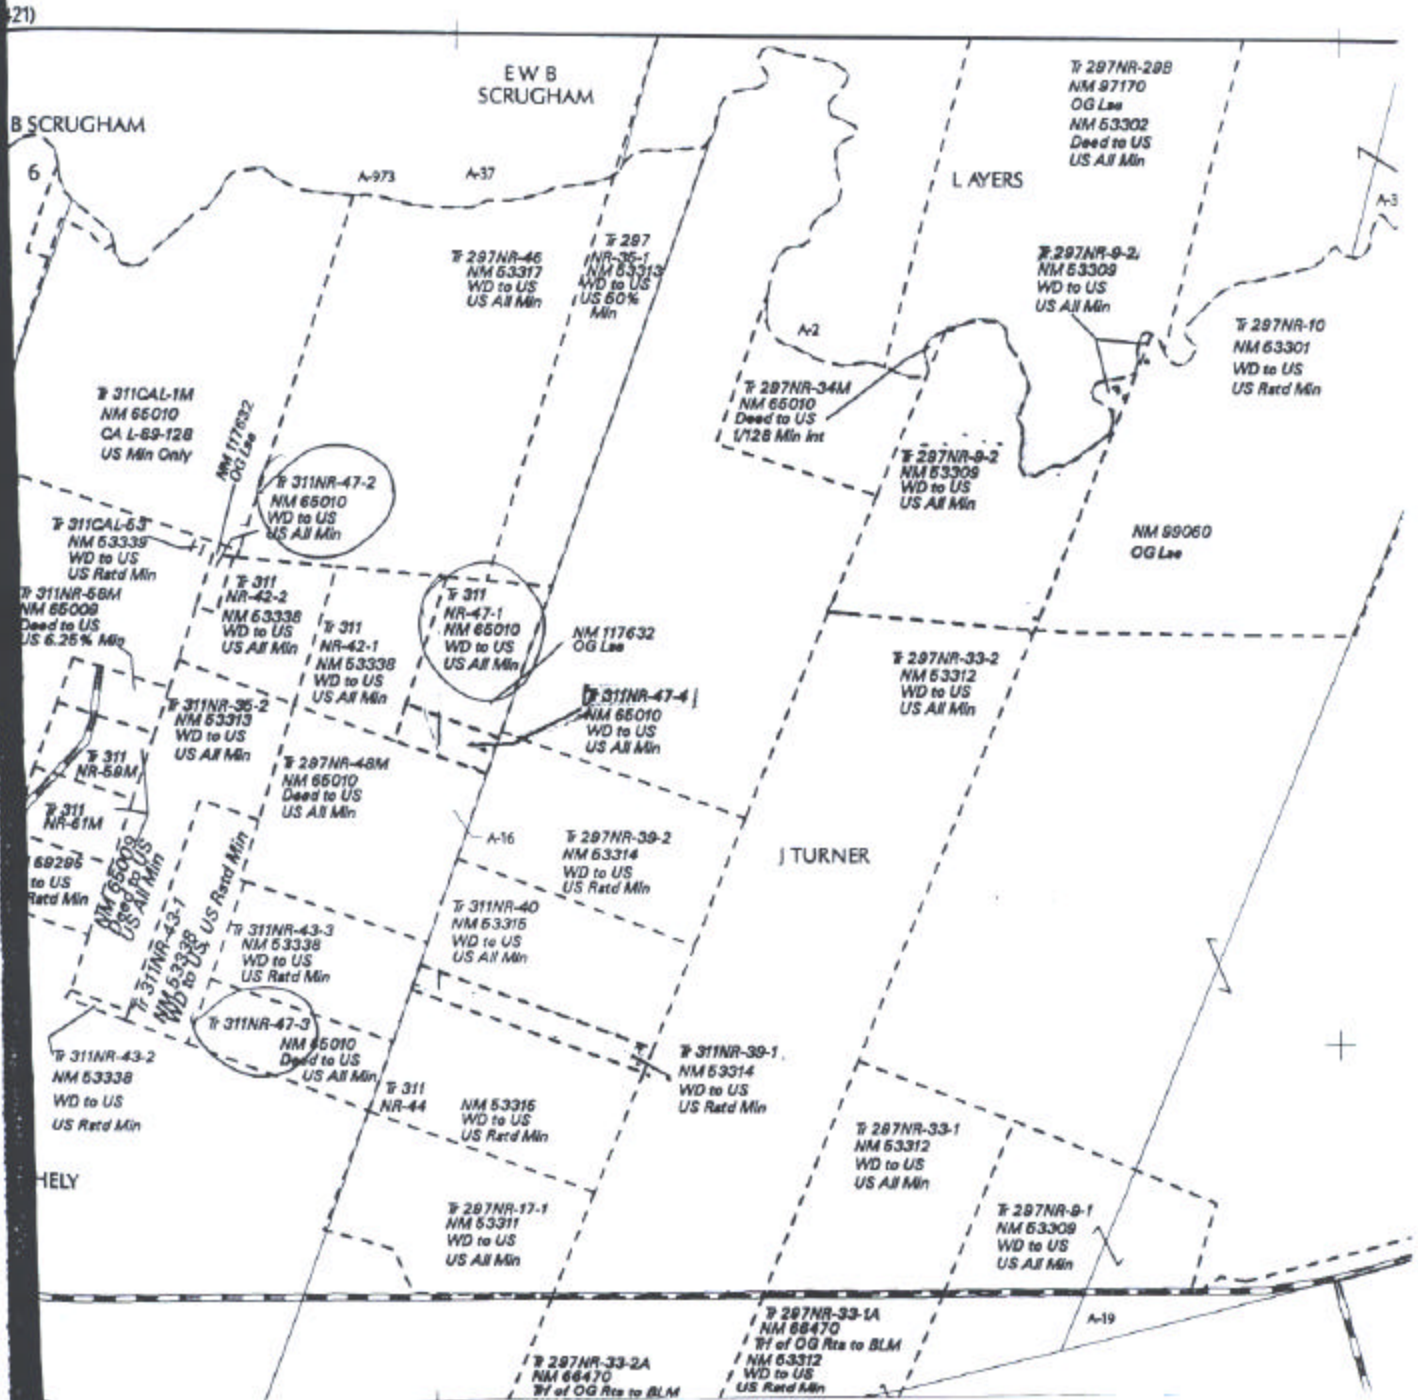 421)
E W B
SCRUGHAM
B SCRUGHAM
6
A-973
A-37
Tr 297NR-29B
NM 97170
OG Lse
NM 53302
Deed to US
US All Min
L AYERS
A-3
Tr 297NR-46
NM 53317
WD to US
US All Min
Tr 297
NR-35-1
NM 53313
WD to US
US 50%
Min
Tr 297NR-9-2
NM 53309
WD to US
US All Min
A-2
Tr 297NR-10
NM 53301
WD to US
US Rstd Min
Tr 311CAL-1M
NM 65010
CA L-69-128
US Min Only
NM 117632
OG Lse
Tr 297NR-34M
NM 65010
Deed to US
1/128 Min Int
Tr 311NR-47-2
NM 65010
WD to US
US All Min
Tr 297NR-9-2
NM 53309
WD to US
US All Min
NM 99060
OG Lse
Tr 311CAL-53
NM 53339
WD to US
US Rstd Min
Tr 311NR-58M
NM 65009
Deed to US
US 6.25% Min
Tr 311
NR-42-2
NM 53338
WD to US
US All Min
Tr 311
NR-42-1
NM 53338
WD to US
US All Min
Tr 311
NR-47-1
NM 65010
WD to US
US All Min
NM 117632
OG Lse
Tr 311NR-47-4
NM 65010
WD to US
US All Min
Tr 297NR-33-2
NM 53312
WD to US
US All Min
Tr 311NR-35-2
NM 53313
WD to US
US All Min
Tr 311
NR-59M
Tr 311
NR-61M
Tr 297NR-48M
NM 65010
Deed to US
US All Min
A-16
Tr 297NR-39-2
NM 53314
WD to US
US Rstd Min
J TURNER
69295
to US
Rstd Min
NM 65009
Deed to US
US All Min
Tr 311NR-43-1
NM 53338
WD to US, US Rstd Min
Tr 311NR-43-3
NM 53338
WD to US
US Rstd Min
Tr 311NR-40
NM 53315
WD to US
US All Min
Tr 311NR-47-3
NM 65010
Deed to US
US All Min
Tr 311NR-43-2
NM 53338
WD to US
US Rstd Min
Tr 311
NR-44
NM 53316
WD to US
US Rstd Min
Tr 311NR-39-1
NM 53314
WD to US
US Rstd Min
HELY
Tr 297NR-33-1
NM 53312
WD to US
US All Min
Tr 297NR-17-1
NM 53311
WD to US
US All Min
Tr 297NR-9-1
NM 53309
WD to US
US All Min
A-19
Tr 297NR-33-2A
NM 66470
Trf of OG Rts to BLM
Tr 297NR-33-1A
NM 66470
Trf of OG Rts to BLM
NM 53312
WD to US
US Rstd Min